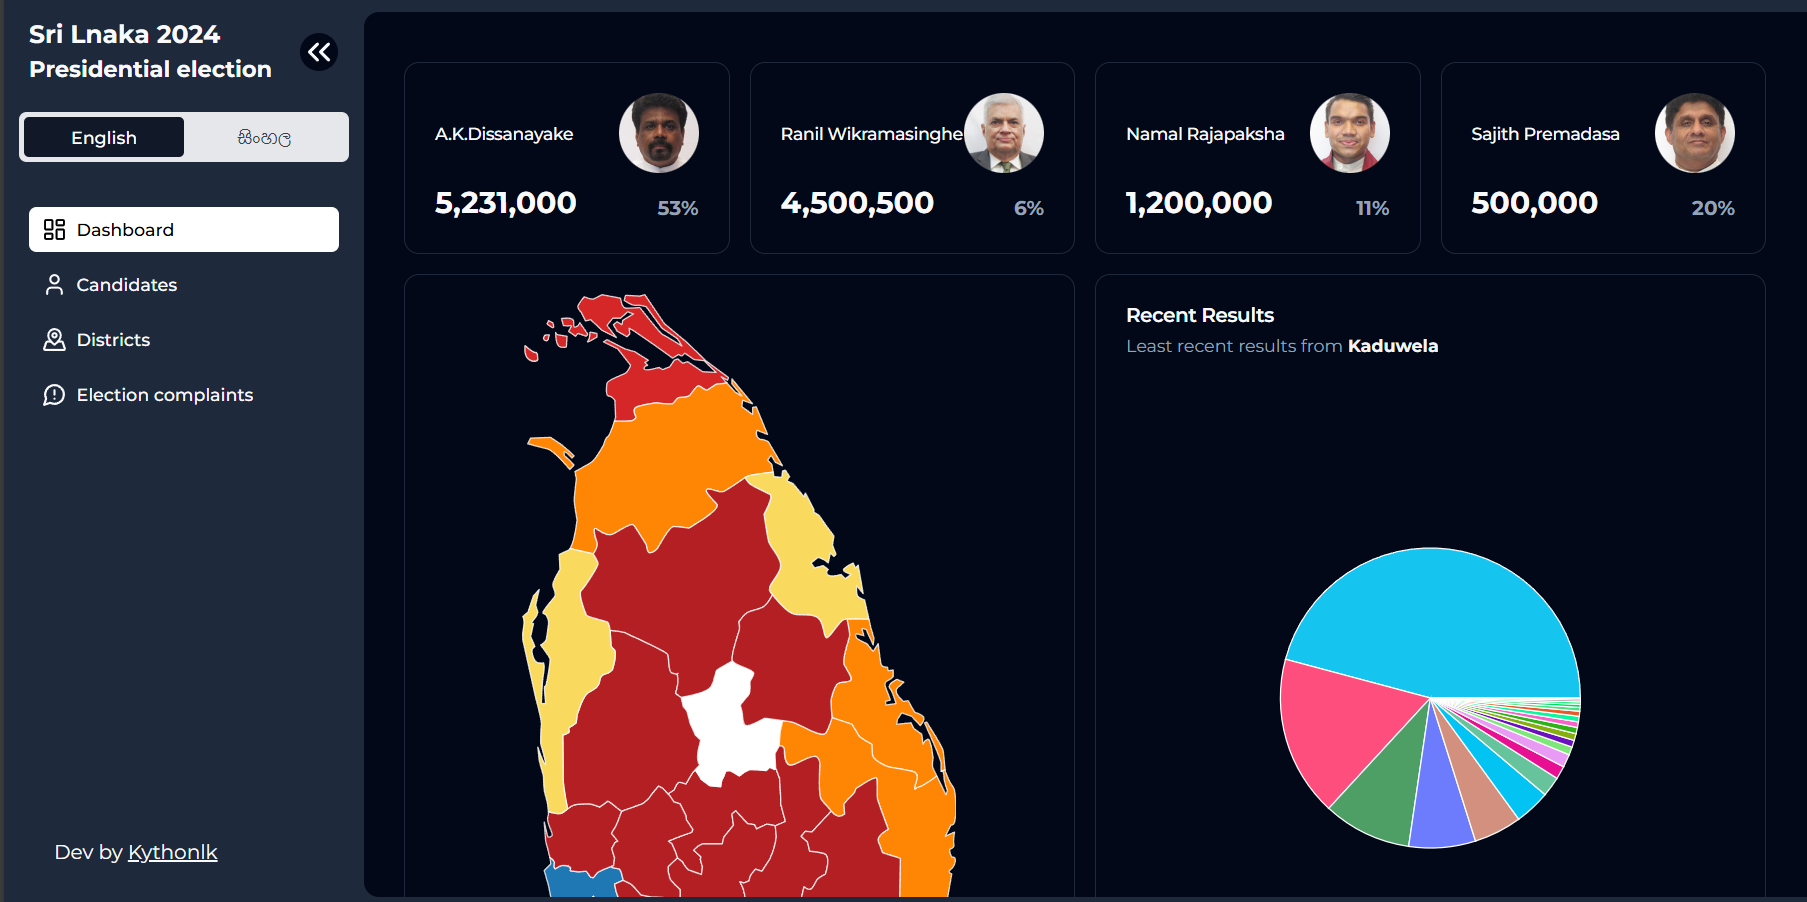 Sri Lnaka 2024
Presidential election
English
සිංහල
Dashboard
Candidates
Districts
Election complaints
Dev by Kythonlk
A.K.Dissanayake
5,231,000
53%
Ranil Wikramasinghe
4,500,500
6%
Namal Rajapaksha
1,200,000
11%
Sajith Premadasa
500,000
20%
Recent Results
Least recent results from Kaduwela